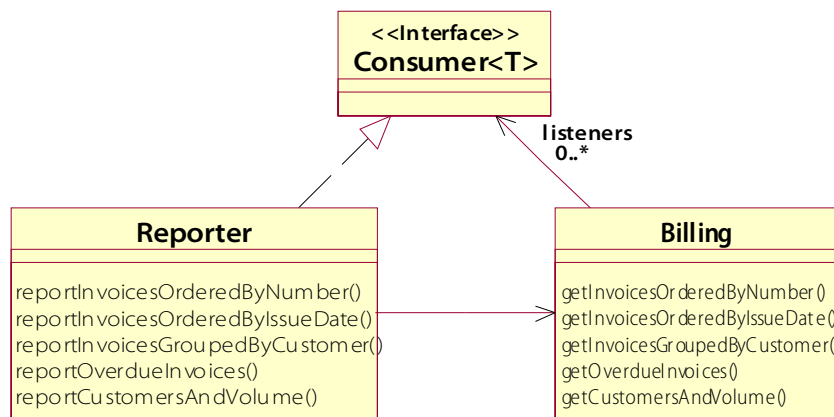 <<Interface>>
Consumer<T>
listeners
0..*
Reporter
reportInvoicesOrderedByNumber()
reportInvoicesOrderedByIssueDate()
reportInvoicesGroupedByCustomer()
reportOverdueInvoices()
reportCustomersAndVolume()
Billing
getInvoicesOrderedByNumber()
getInvoicesOrderedByIssueDate()
getInvoicesGroupedByCustomer(
getOverdueInvoices()
getCustomersAndVolume()